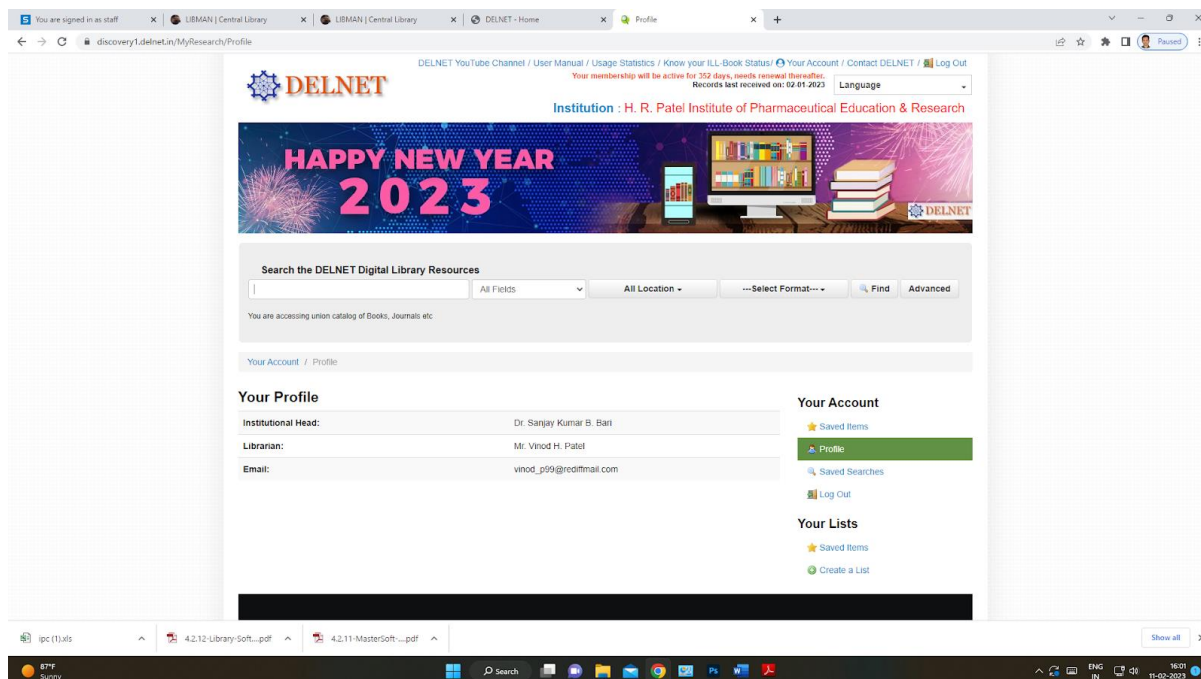 You are signed in as staff
LIBMAN | Central Library
LIBMAN | Central Library
DELNET - Home
Profile
discovery1.delnet.in/MyResearch/Profile
Paused
DELNET YouTube Channel / User Manual / Usage Statistics / Know your ILL-Book Status/ Your Account / Contact DELNET / Log Out
DELNET
Your membership will be active for 352 days, needs renewal thereafter.
Records last received on: 02-01-2023
Language
Institution : H. R. Patel Institute of Pharmaceutical Education & Research
HAPPY NEW YEAR
2023
DELNET
Search the DELNET Digital Library Resources
All Fields
All Location
---Select Format---
Find
Advanced
You are accessing union catalog of Books, Journals etc
Your Account / Profile
Your Profile
Institutional Head: Dr. Sanjay Kumar B. Bari
Librarian: Mr. Vinod H. Patel
Email: vinod_p99@rediffmail.com
Your Account
Saved Items
Profile
Saved Searches
Log Out
Your Lists
Saved Items
Create a List
ipc (1).xls
4.2.12-Library-Soft....pdf
4.2.11-MasterSoft-....pdf
Show all
87°F
Sunny
Search
ENG
IN
16:01
11-02-2023